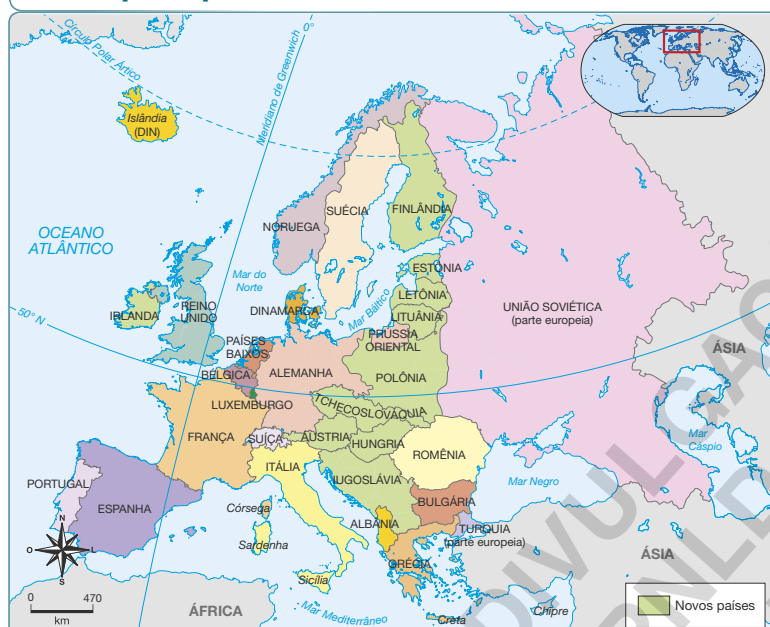 Círculo Polar Ártico
Meridiano de Greenwich
0°
Islândia
(DIN)
OCEANO
ATLÂNTICO
NORUEGA
SUÉCIA
FINLÂNDIA
Mar do
Norte
ESTÔNIA
LETÔNIA
LITUÂNIA
Mar Báltico
UNIÃO SOVIÉTICA
(parte europeia)
IRLANDA
REINO
UNIDO
DINAMARCA
50° N
PRÚSSIA
ORIENTAL
PAÍSES
BAIXOS
BÉLGICA
ALEMANHA
POLÔNIA
ÁSIA
LUXEMBURGO
TCHECOSLOVÁQUIA
FRANÇA
SUÍÇA
ÁUSTRIA
HUNGRIA
ROMÊNIA
Mar
Cáspio
ITÁLIA
IUGOSLÁVIA
PORTUGAL
ESPANHA
Córsega
Mar Negro
BULGÁRIA
ALBÂNIA
TURQUIA
(parte europeia)
Sardenha
GRÉCIA
ÁSIA
Sicília
N
O
L
S
0
470
km
ÁFRICA
Mar Mediterrâneo
Creta
Chipre
Novos países
DIVULGAÇÃO
PNLD